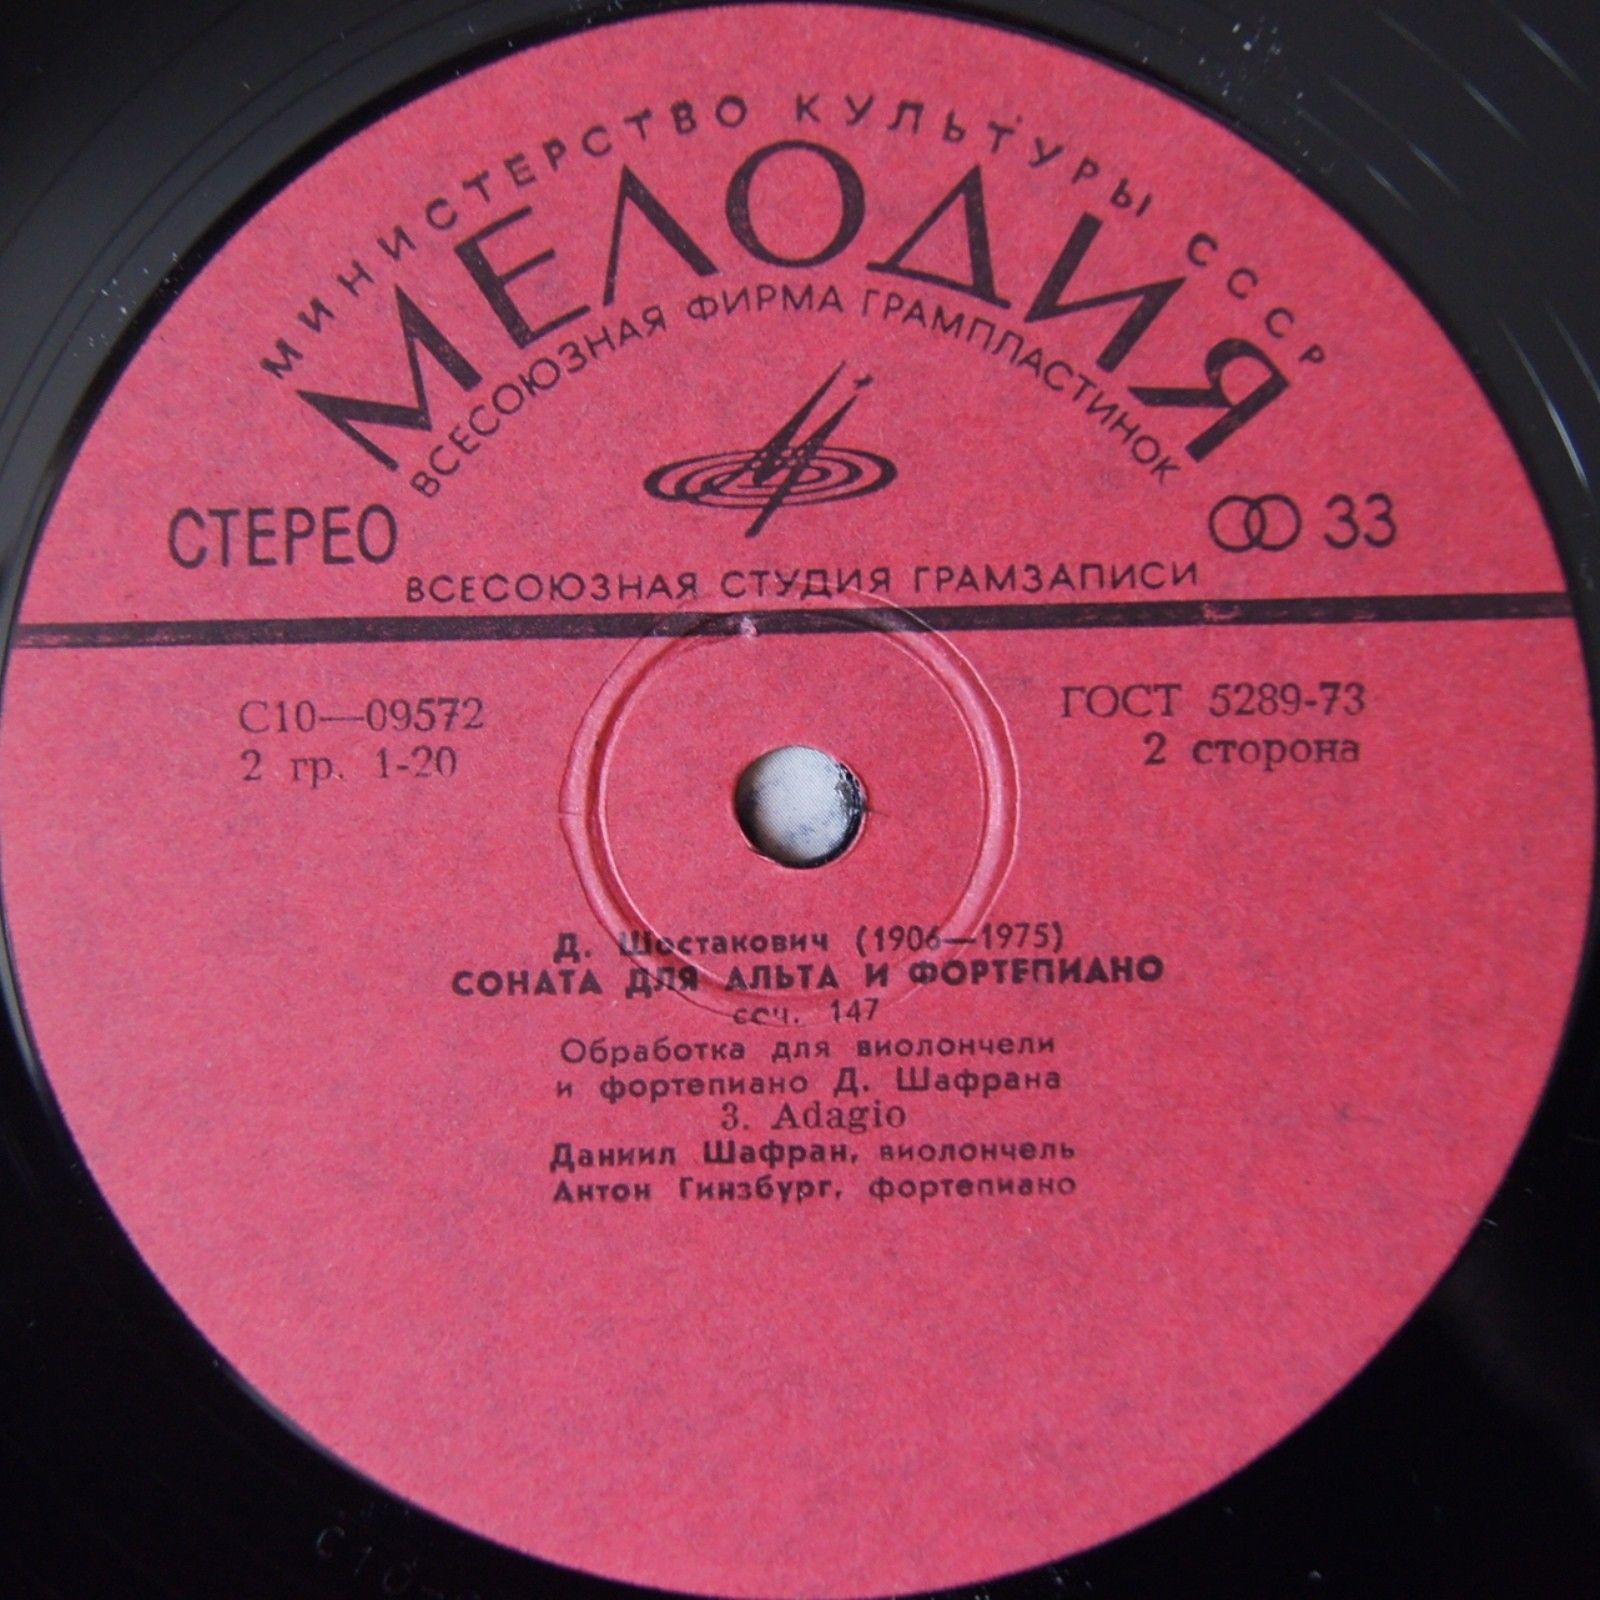 МИНИСТЕРСТВО КУЛЬТУРЫ СССР
МЕЛОДИЯ
ВСЕСОЮЗНАЯ ФИРМА ГРАМПЛАСТИНОК
СТЕРЕО
33
ВСЕСОЮЗНАЯ СТУДИЯ ГРАМЗАПИСИ
С10—09572
ГОСТ 5289-73
2 гр. 1-20
2 сторона
Д. Шостакович (1906—1975)
СОНАТА ДЛЯ АЛЬТА И ФОРТЕПИАНО
соч. 147
Обработка для виолончели
и фортепиано Д. Шафрана
3. Adagio
Даниил Шафран, виолончель
Антон Гинзбург, фортепиано